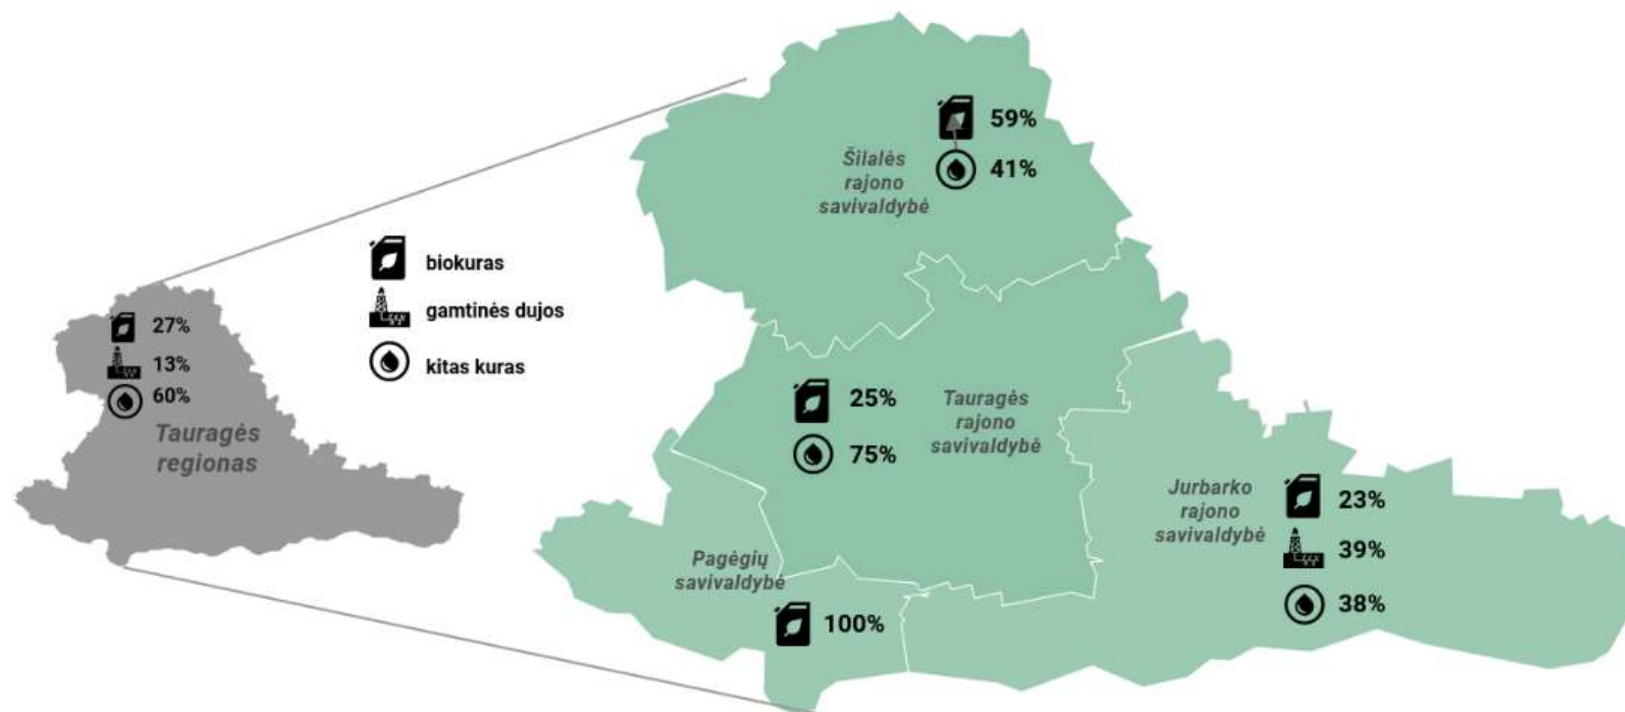 59%
41%
Šilalės
rajono
savivaldybė
biokuras
gamtinės dujos
kitas kuras
27%
13%
60%
Tauragės
regionas
25%
75%
Tauragės
rajono
savivaldybė
Jurbarko
rajono
savivaldybė
23%
39%
38%
Pagėgių
savivaldybė
100%